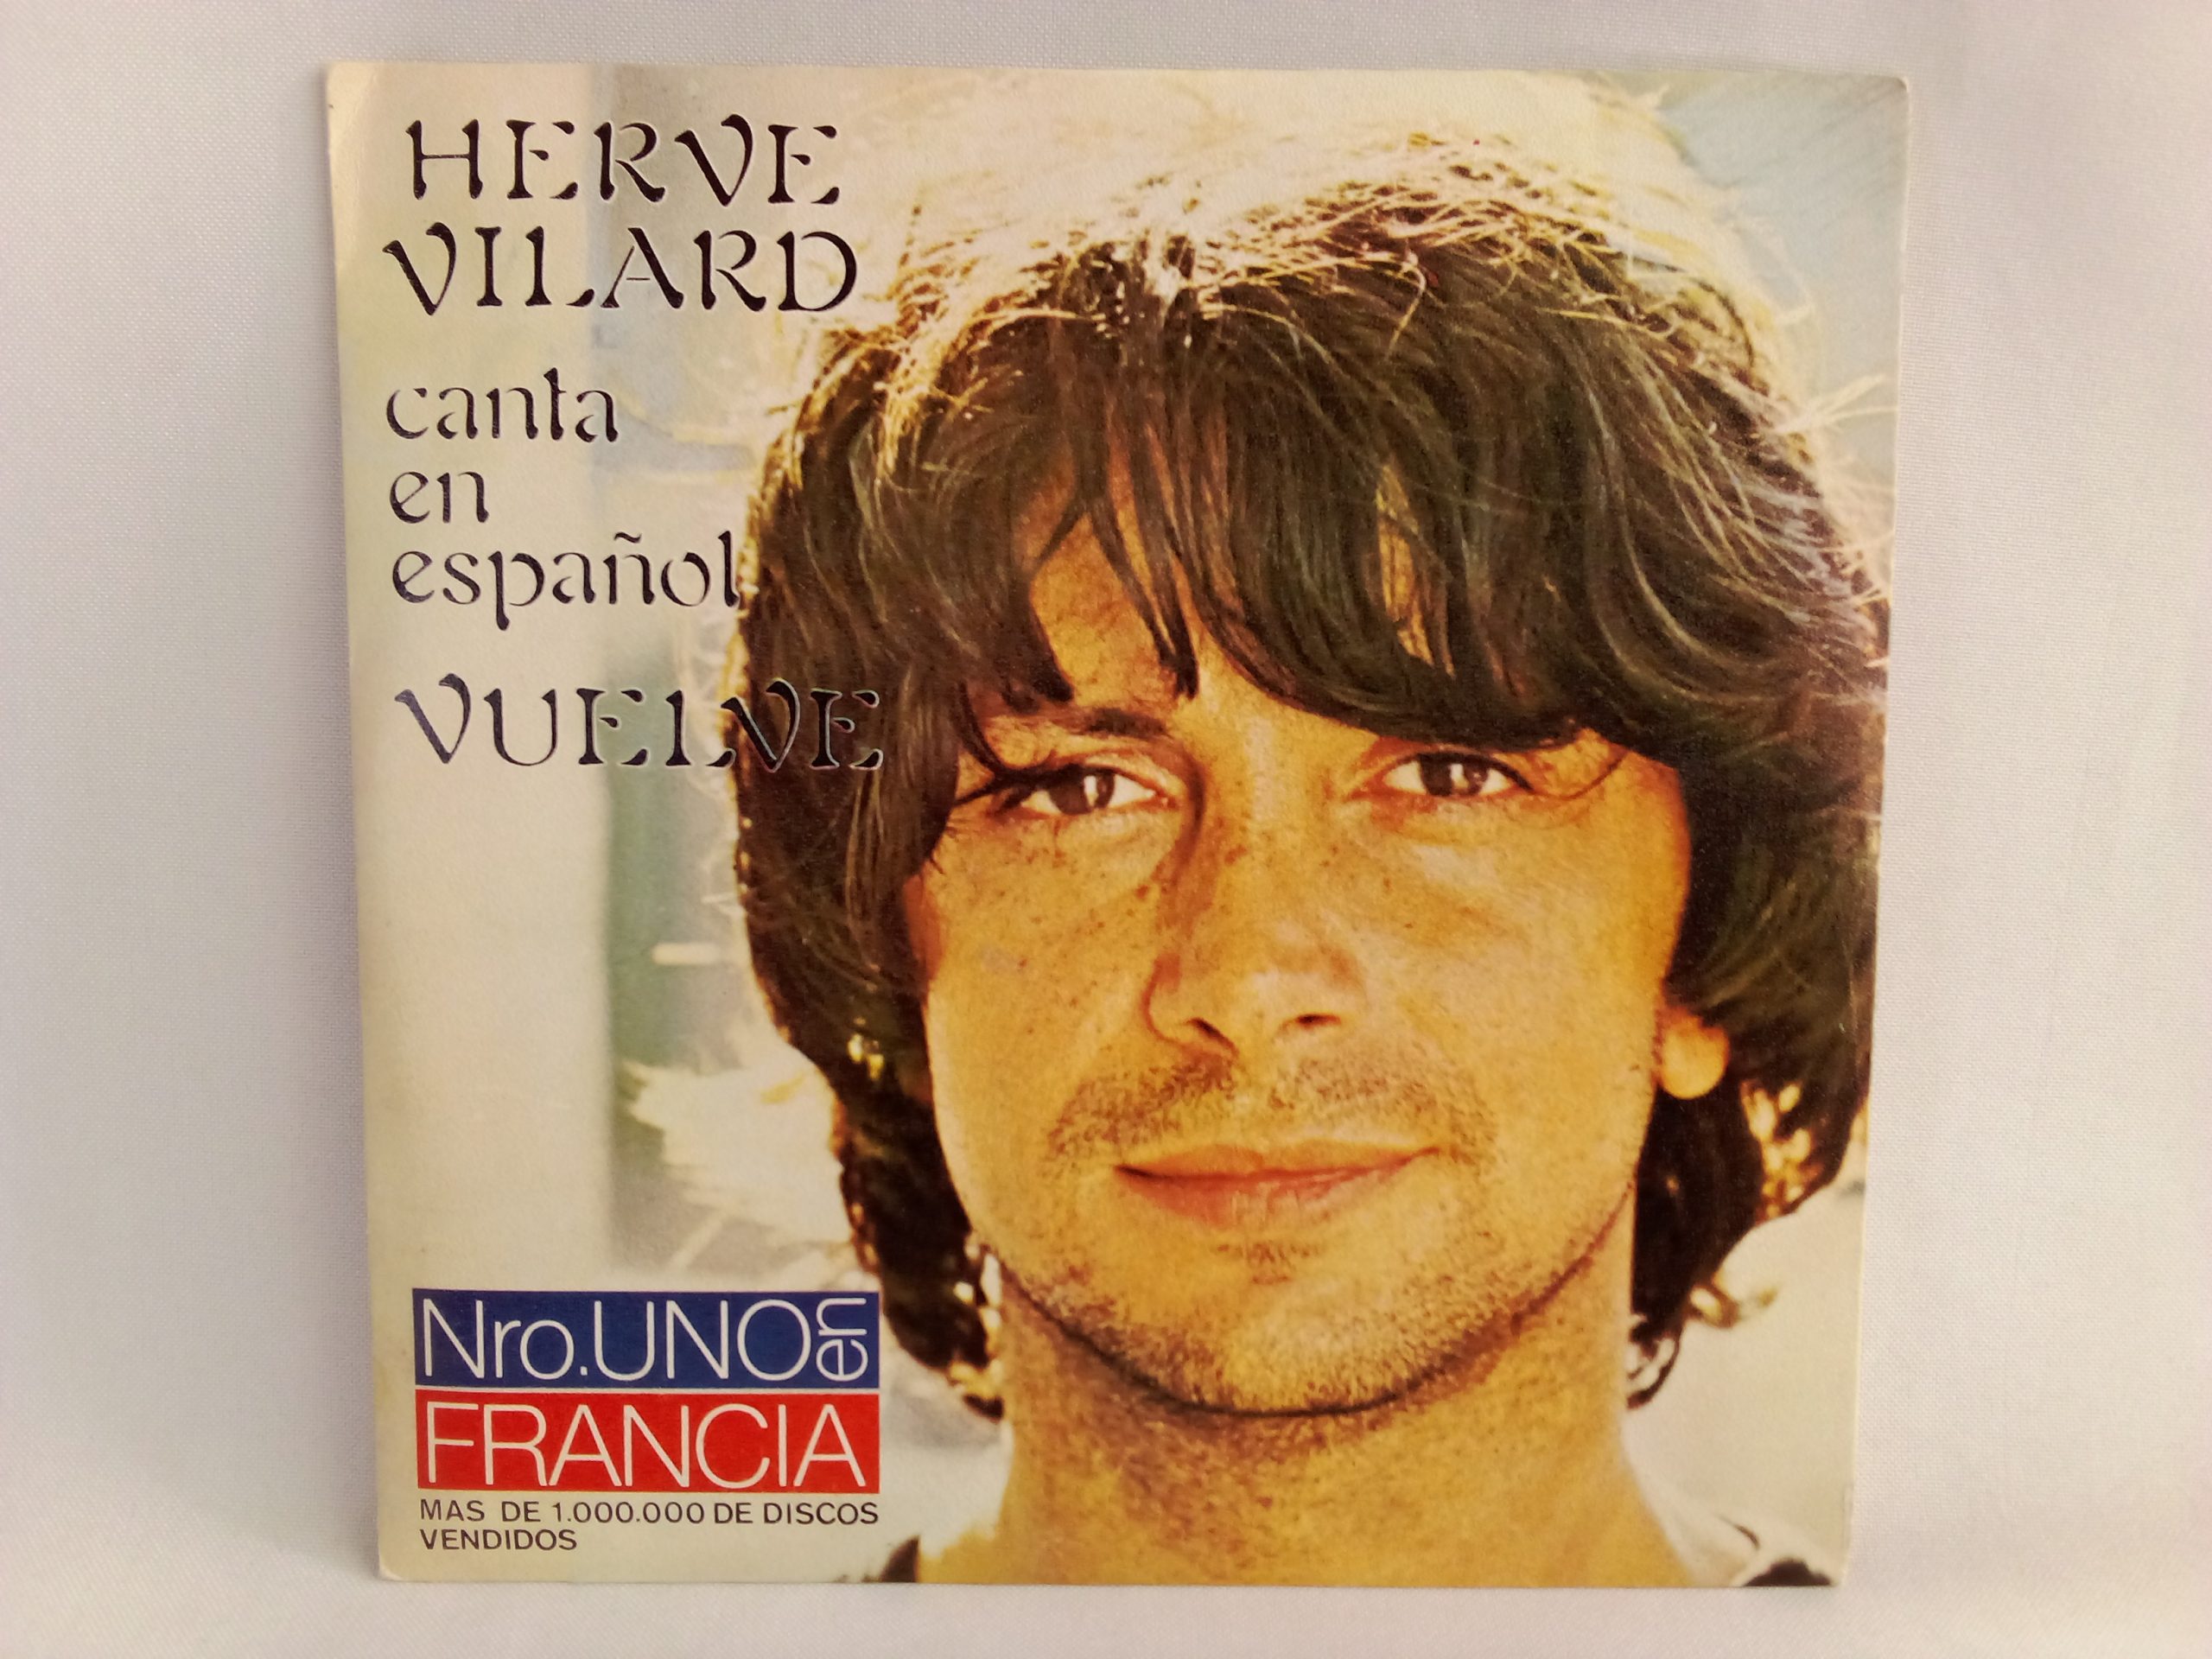 HERVE
VILARD
canta
en
español
VUELVE
Nro.UNO en
FRANCIA
MAS DE 1.000.000 DE DISCOS
VENDIDOS